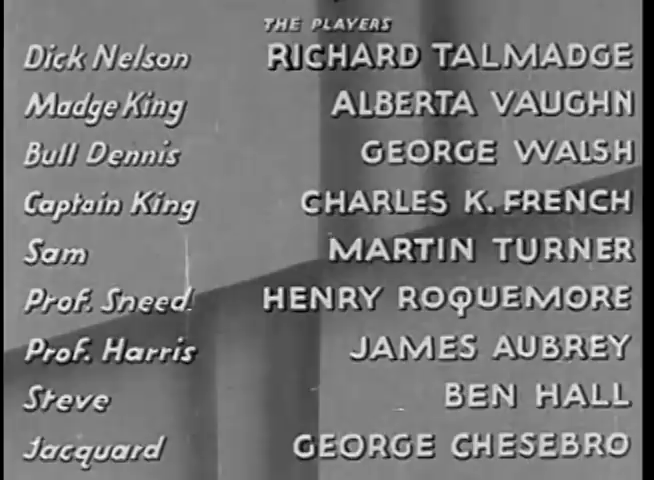 THE PLAYERS
Dick Nelson RICHARD TALMADGE
Madge King ALBERTA VAUGHN
Bull Dennis GEORGE WALSH
Captain King CHARLES K. FRENCH
Sam MARTIN TURNER
Prof. Sneed HENRY ROQUEMORE
Prof. Harris JAMES AUBREY
Steve BEN HALL
Jacquard GEORGE CHESEBRO